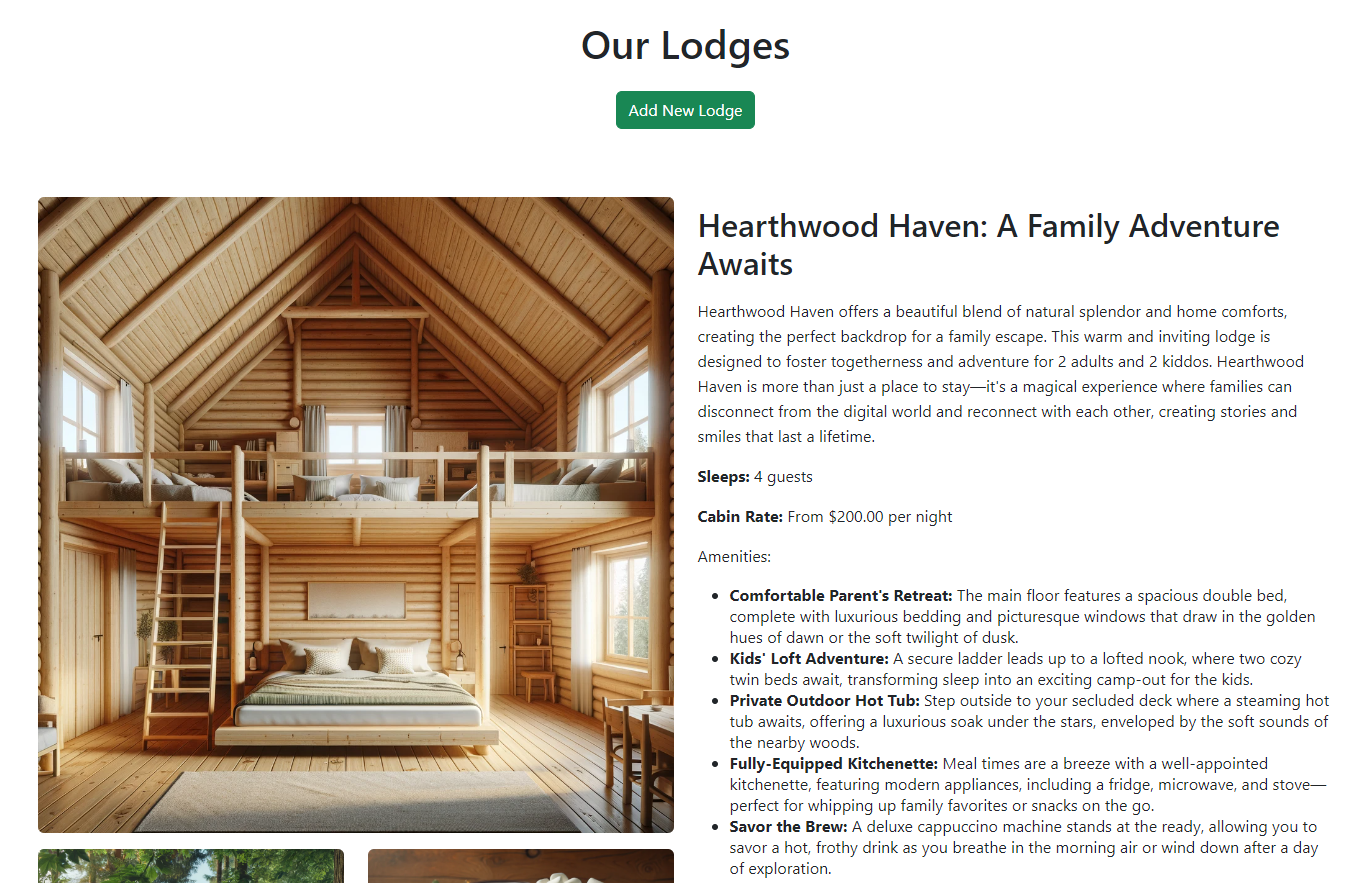 Our Lodges
Add New Lodge
Hearthwood Haven: A Family Adventure
Awaits
Hearthwood Haven offers a beautiful blend of natural splendor and home comforts,
creating the perfect backdrop for a family escape. This warm and inviting lodge is
designed to foster togetherness and adventure for 2 adults and 2 kiddos. Hearthwood
Haven is more than just a place to stay—it's a magical experience where families can
disconnect from the digital world and reconnect with each other, creating stories and
smiles that last a lifetime.
Sleeps: 4 guests
Cabin Rate: From $200.00 per night
Amenities:
• Comfortable Parent's Retreat: The main floor features a spacious double bed,
complete with luxurious bedding and picturesque windows that draw in the golden
hues of dawn or the soft twilight of dusk.
• Kids' Loft Adventure: A secure ladder leads up to a lofted nook, where two cozy
twin beds await, transforming sleep into an exciting camp-out for the kids.
• Private Outdoor Hot Tub: Step outside to your secluded deck where a steaming hot
tub awaits, offering a luxurious soak under the stars, enveloped by the soft sounds of
the nearby woods.
• Fully-Equipped Kitchenette: Meal times are a breeze with a well-appointed
kitchenette, featuring modern appliances, including a fridge, microwave, and stove—
perfect for whipping up family favorites or snacks on the go.
• Savor the Brew: A deluxe cappuccino machine stands at the ready, allowing you to
savor a hot, frothy drink as you breathe in the morning air or wind down after a day
of exploration.